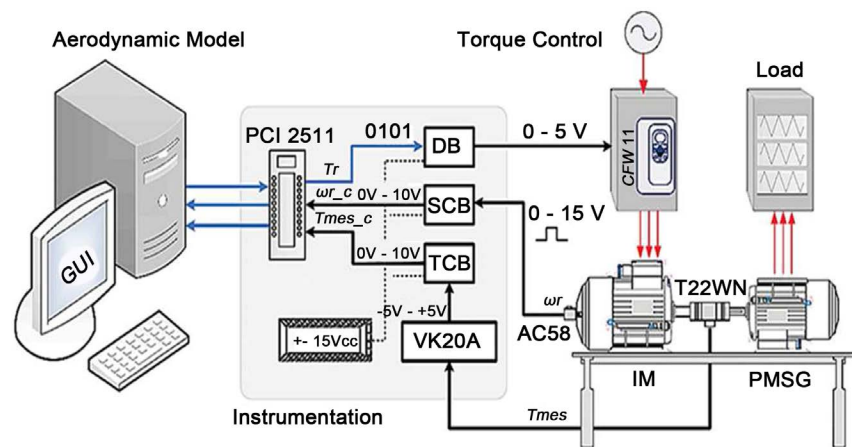 Aerodynamic Model
Torque Control
Load
PCI 2511
0101
DB
0 - 5 V
CFW 11
Tr
ωr_c
0V - 10V
SCB
Tmes_c
0 - 15 V
0V - 10V
TCB
GUI
T22WN
ωr
-5V - +5V
AC58
+- 15Vcc
VK20A
IM
PMSG
Instrumentation
Tmes